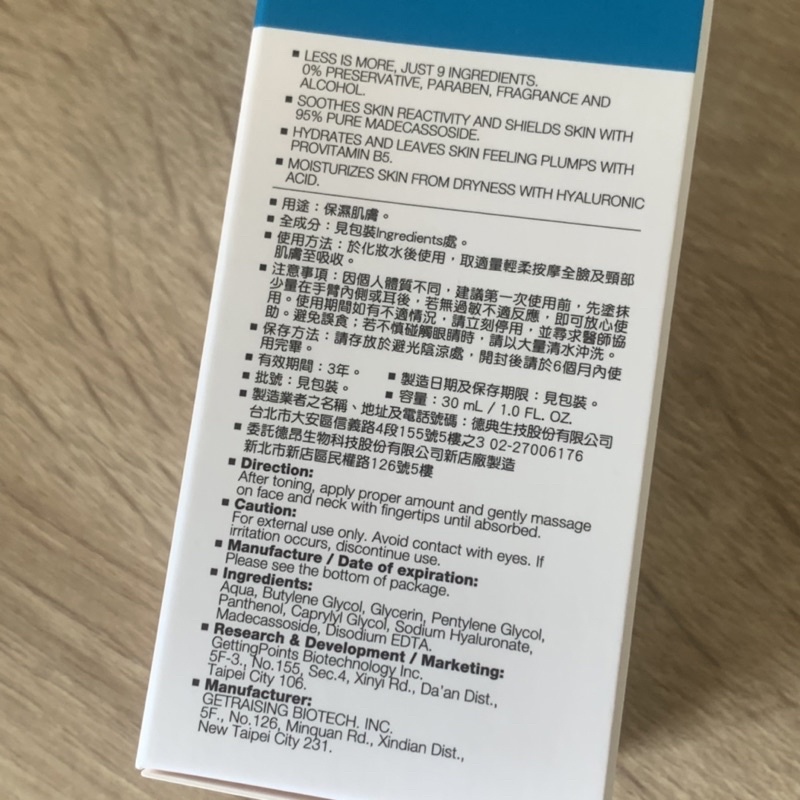 ▪ LESS IS MORE, JUST 9 INGREDIENTS.
0% PRESERVATIVE, PARABEN, FRAGRANCE AND
ALCOHOL.
▪ SOOTHES SKIN REACTIVITY AND SHIELDS SKIN WITH
95% PURE MADECASSOSIDE.
▪ HYDRATES AND LEAVES SKIN FEELING PLUMPS WITH
PROVITAMIN B5.
▪ MOISTURIZES SKIN FROM DRYNESS WITH HYALURONIC
ACID.
▪ 用途：保濕肌膚。
▪ 全成分：見包裝Ingredients處。
▪ 使用方法：於化妝水後使用，取適量輕柔按摩全臉及頸部
肌膚至吸收。
▪ 注意事項：因個人體質不同，建議第一次使用前，先塗抹
少量在手臂內側或耳後，若無過敏不適反應，即可放心使
用。使用期間如有不適情況，請立刻停用，並尋求醫師協
助。避免誤食；若不慎碰觸眼睛時，請以大量清水沖洗。
▪ 保存方法：請存放於避光陰涼處，開封後請於6個月內使
用完畢。
▪ 有效期間：3年。 ▪ 製造日期及保存期限：見包裝。
▪ 批號：見包裝。 ▪ 容量：30 mL / 1.0 FL. OZ.
▪ 製造業者之名稱、地址及電話號碼：德典生技股份有限公司
台北市大安區信義路4段155號5樓之3 02-27006176
▪ 委託德昂生物科技股份有限公司新店廠製造
新北市新店區民權路126號5樓
▪ Direction:
After toning, apply proper amount and gently massage
on face and neck with fingertips until absorbed.
▪ Caution:
For external use only. Avoid contact with eyes. If
irritation occurs, discontinue use.
▪ Manufacture / Date of expiration:
Please see the bottom of package.
▪ Ingredients:
Aqua, Butylene Glycol, Glycerin, Pentylene Glycol,
Panthenol, Caprylyl Glycol, Sodium Hyaluronate,
Madecassoside, Disodium EDTA.
▪ Research & Development / Marketing:
GettingPoints Biotechnology Inc.
5F-3., No.155, Sec.4, Xinyi Rd., Da'an Dist.,
Taipei City 106.
▪ Manufacturer:
GETRAISING BIOTECH. INC.
5F., No.126, Minquan Rd., Xindian Dist.,
New Taipei City 231.